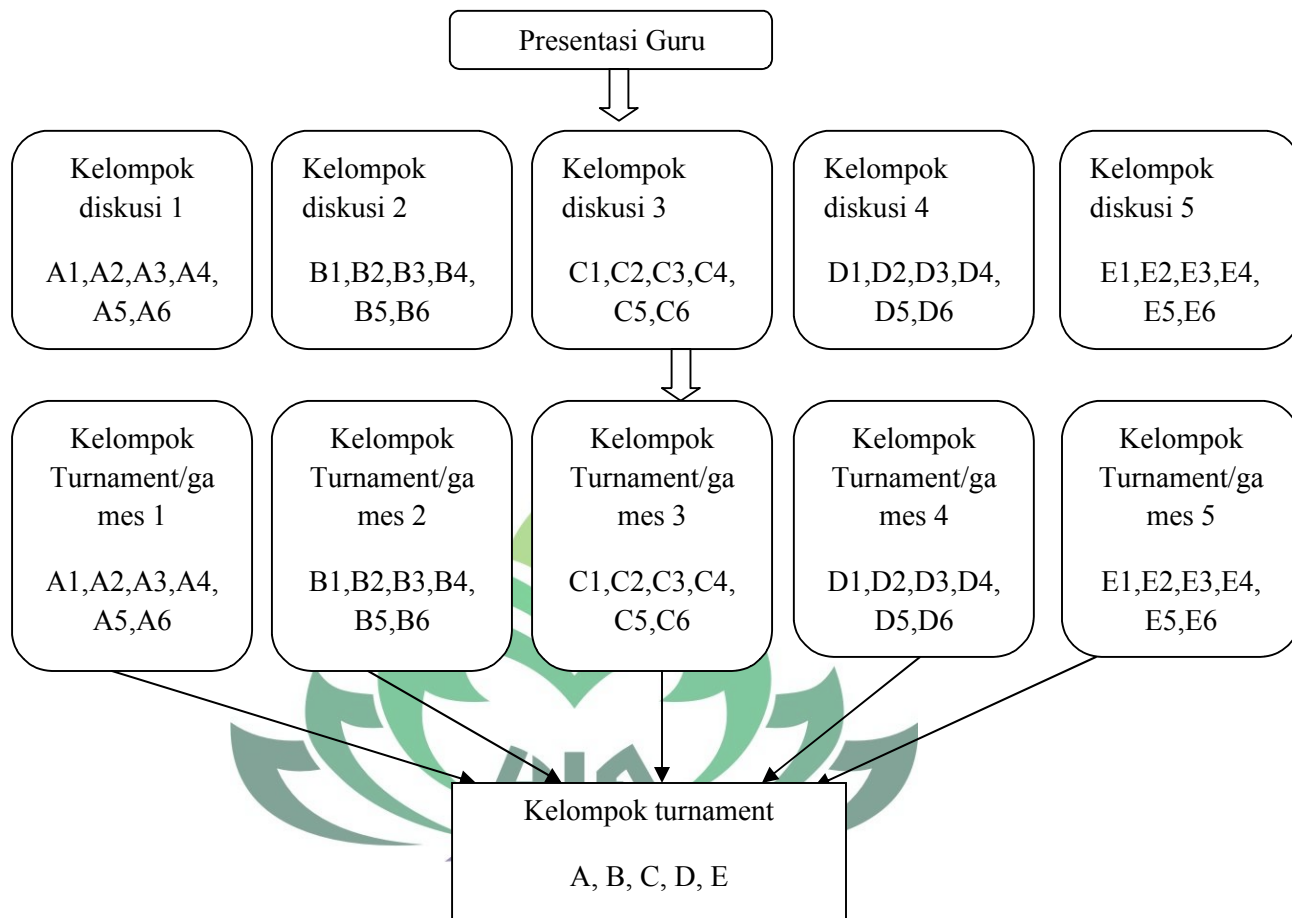 Presentasi Guru
Kelompok
diskusi 1
A1,A2,A3,A4,
A5,A6
Kelompok
diskusi 2
B1,B2,B3,B4,
B5,B6
Kelompok
diskusi 3
C1,C2,C3,C4,
C5,C6
Kelompok
diskusi 4
D1,D2,D3,D4,
D5,D6
Kelompok
diskusi 5
E1,E2,E3,E4,
E5,E6
Kelompok
Turnament/ga
mes 1
A1,A2,A3,A4,
A5,A6
Kelompok
Turnament/ga
mes 2
B1,B2,B3,B4,
B5,B6
Kelompok
Turnament/ga
mes 3
C1,C2,C3,C4,
C5,C6
Kelompok
Turnament/ga
mes 4
D1,D2,D3,D4,
D5,D6
Kelompok
Turnament/ga
mes 5
E1,E2,E3,E4,
E5,E6
Kelompok turnament
A, B, C, D, E